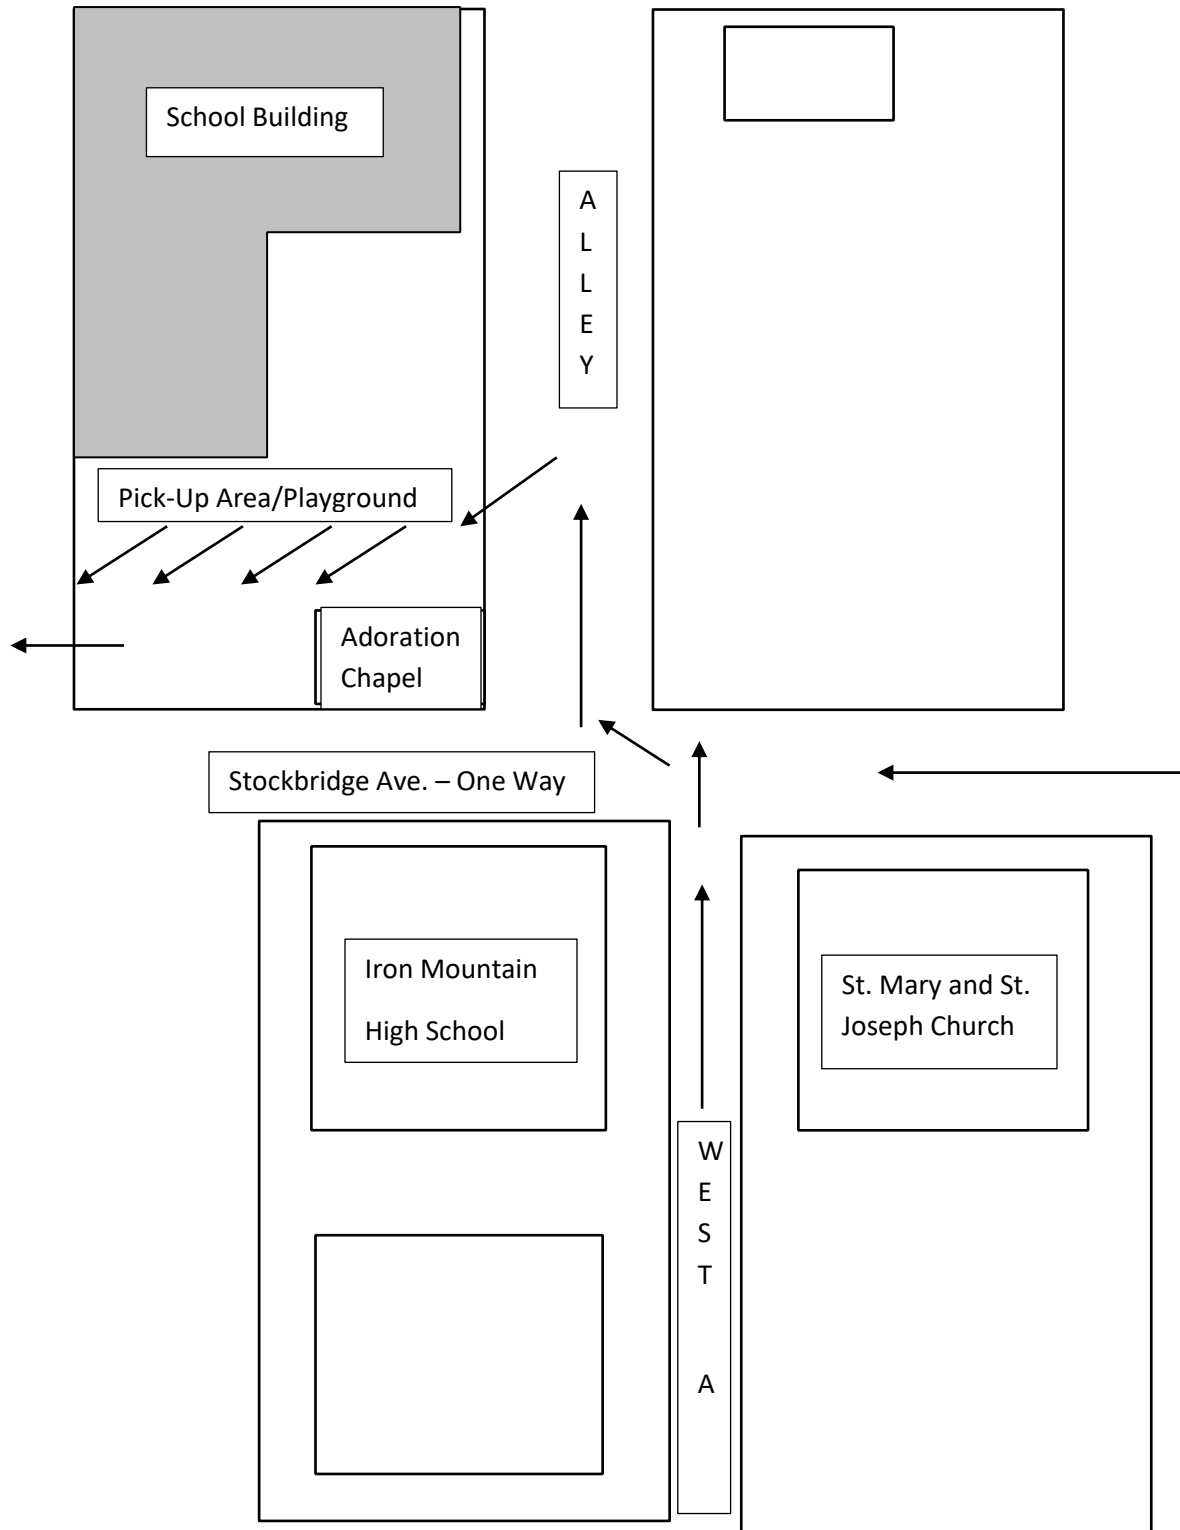 School Building
A
L
L
E
Y
Pick-Up Area/Playground
Adoration
Chapel
Stockbridge Ave. – One Way
Iron Mountain
High School
St. Mary and St.
Joseph Church
W
E
S
T
A